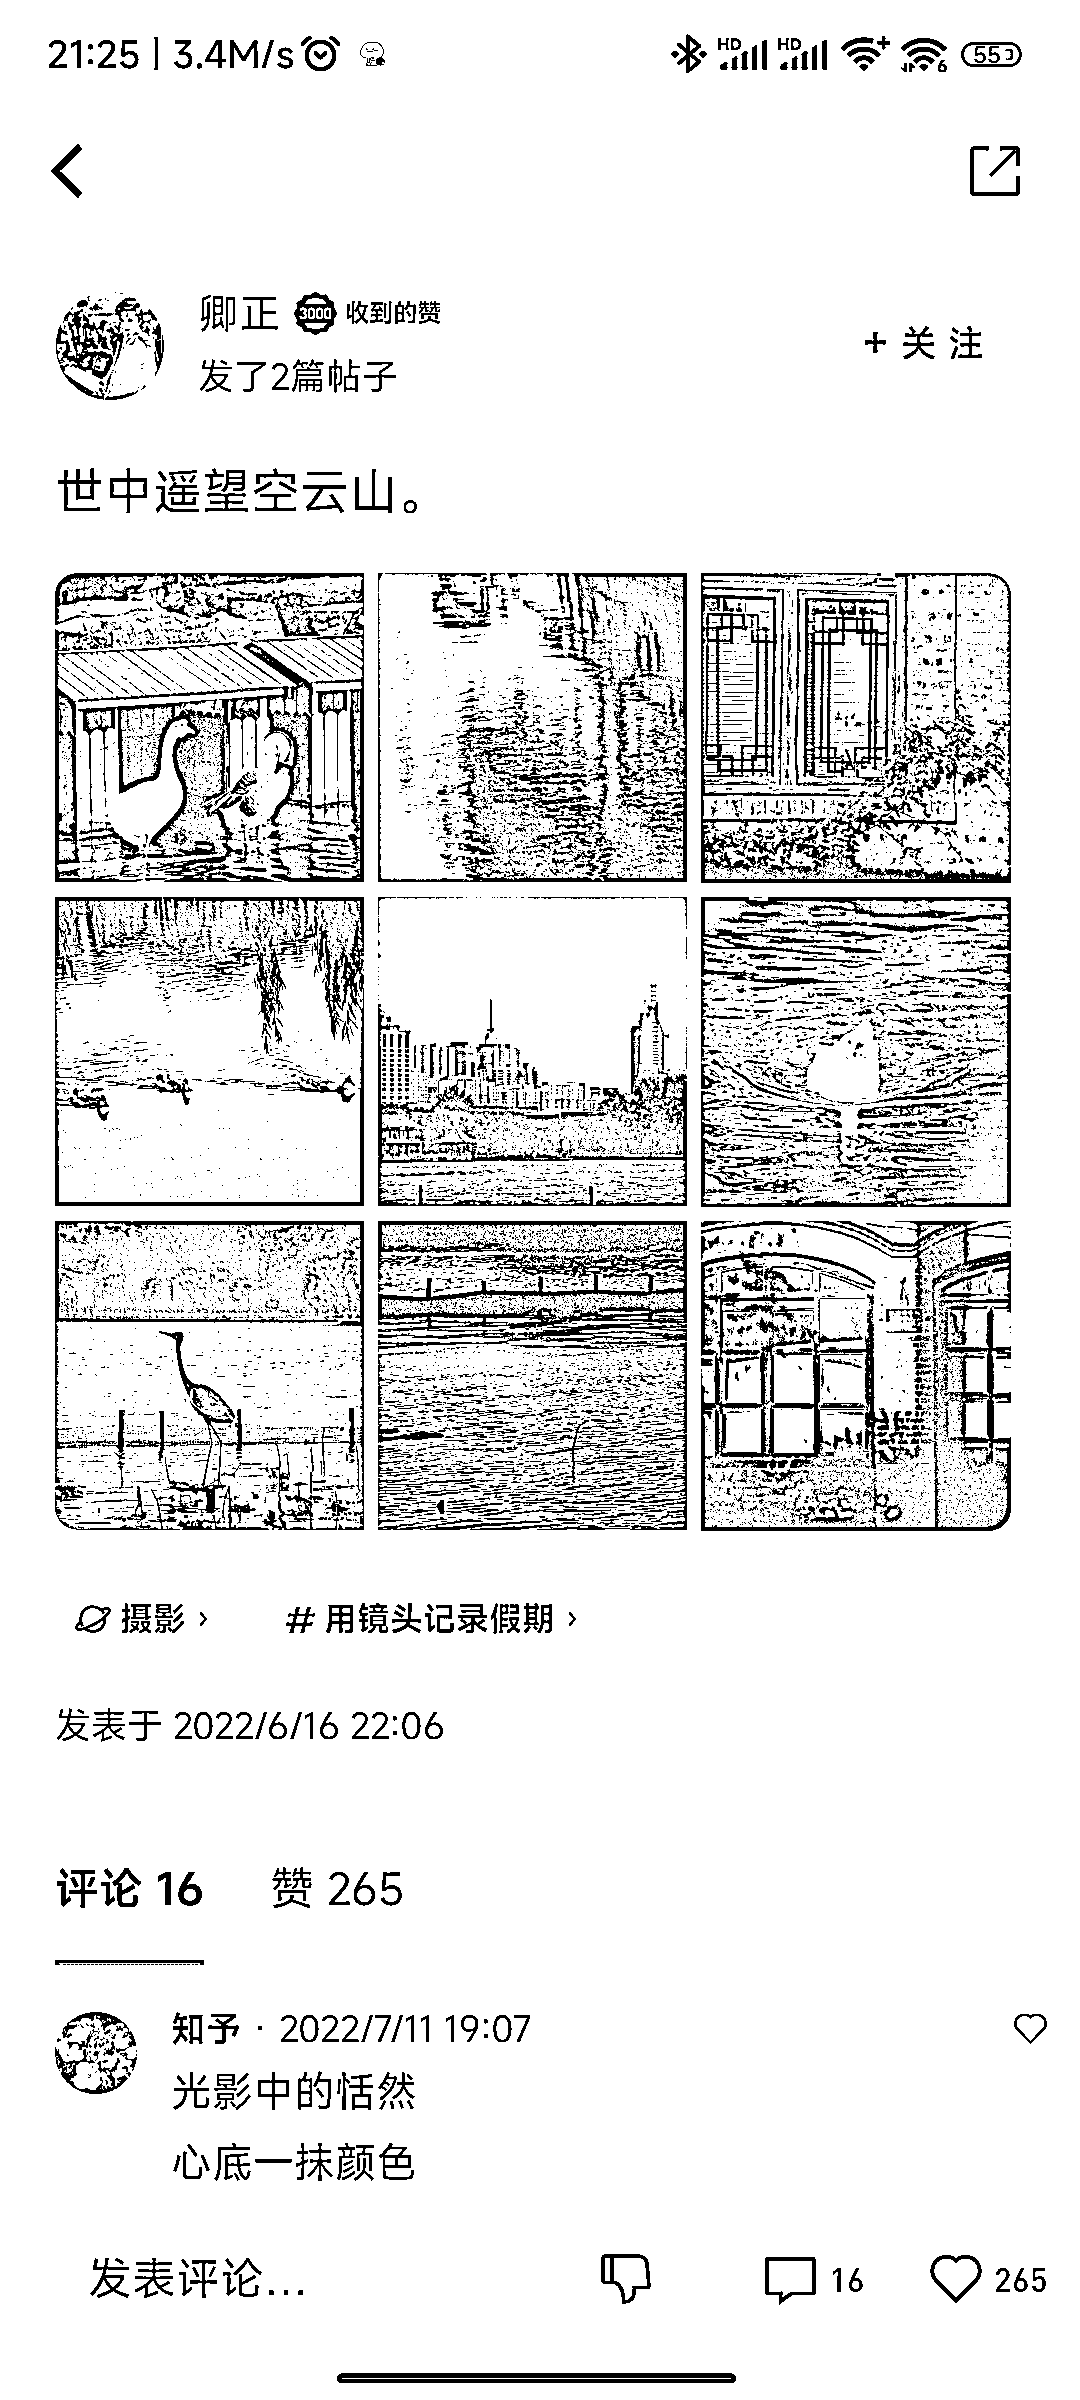 21:25 | 3.4M/s
HD HD 6 55
卿正 3000 收到的赞
发了2篇帖子
+ 关注
世中遥望空云山。
摄影 ›
# 用镜头记录假期 ›
发表于 2022/6/16 22:06
评论 16 赞 265
知予 · 2022/7/11 19:07
光影中的恬然
心底一抹颜色
发表评论... 16 265